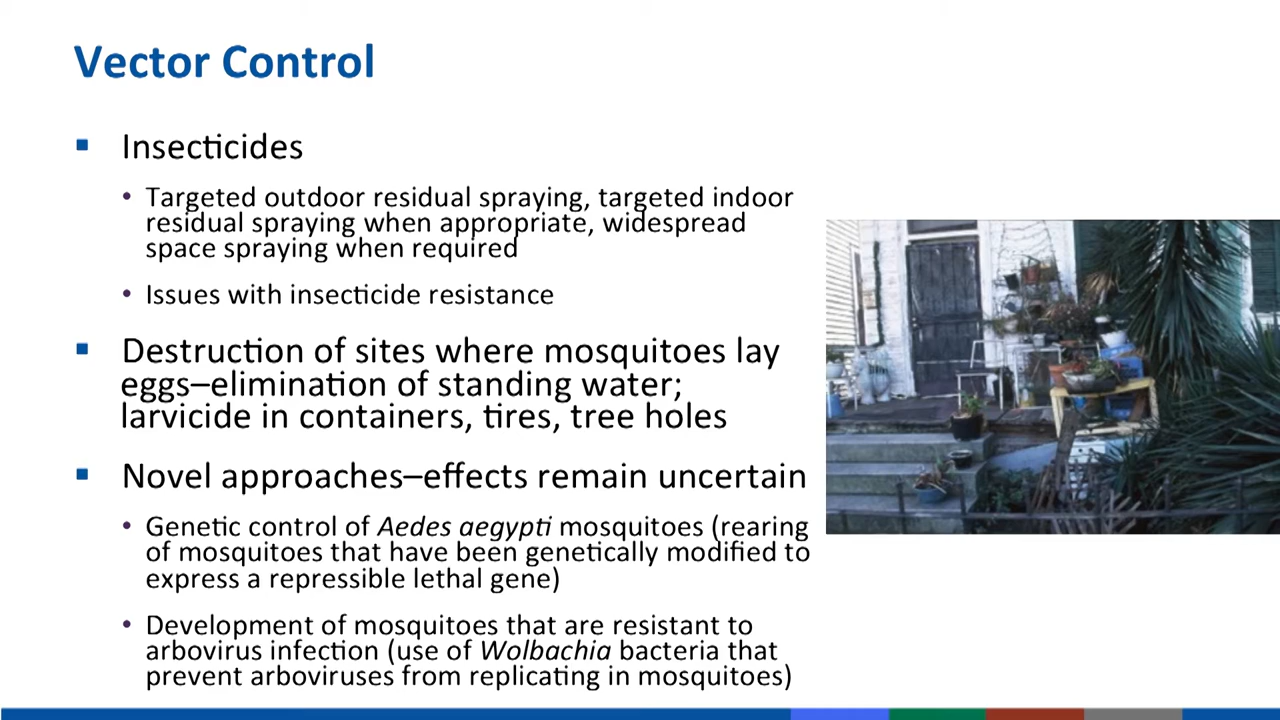 Vector Control
Insecticides
Targeted outdoor residual spraying, targeted indoor
residual spraying when appropriate, widespread
space spraying when required
Issues with insecticide resistance
Destruction of sites where mosquitoes lay
eggs–elimination of standing water;
larvicide in containers, tires, tree holes
Novel approaches–effects remain uncertain
Genetic control of Aedes aegypti mosquitoes (rearing
of mosquitoes that have been genetically modified to
express a repressible lethal gene)
Development of mosquitoes that are resistant to
arbovirus infection (use of Wolbachia bacteria that
prevent arboviruses from replicating in mosquitoes)